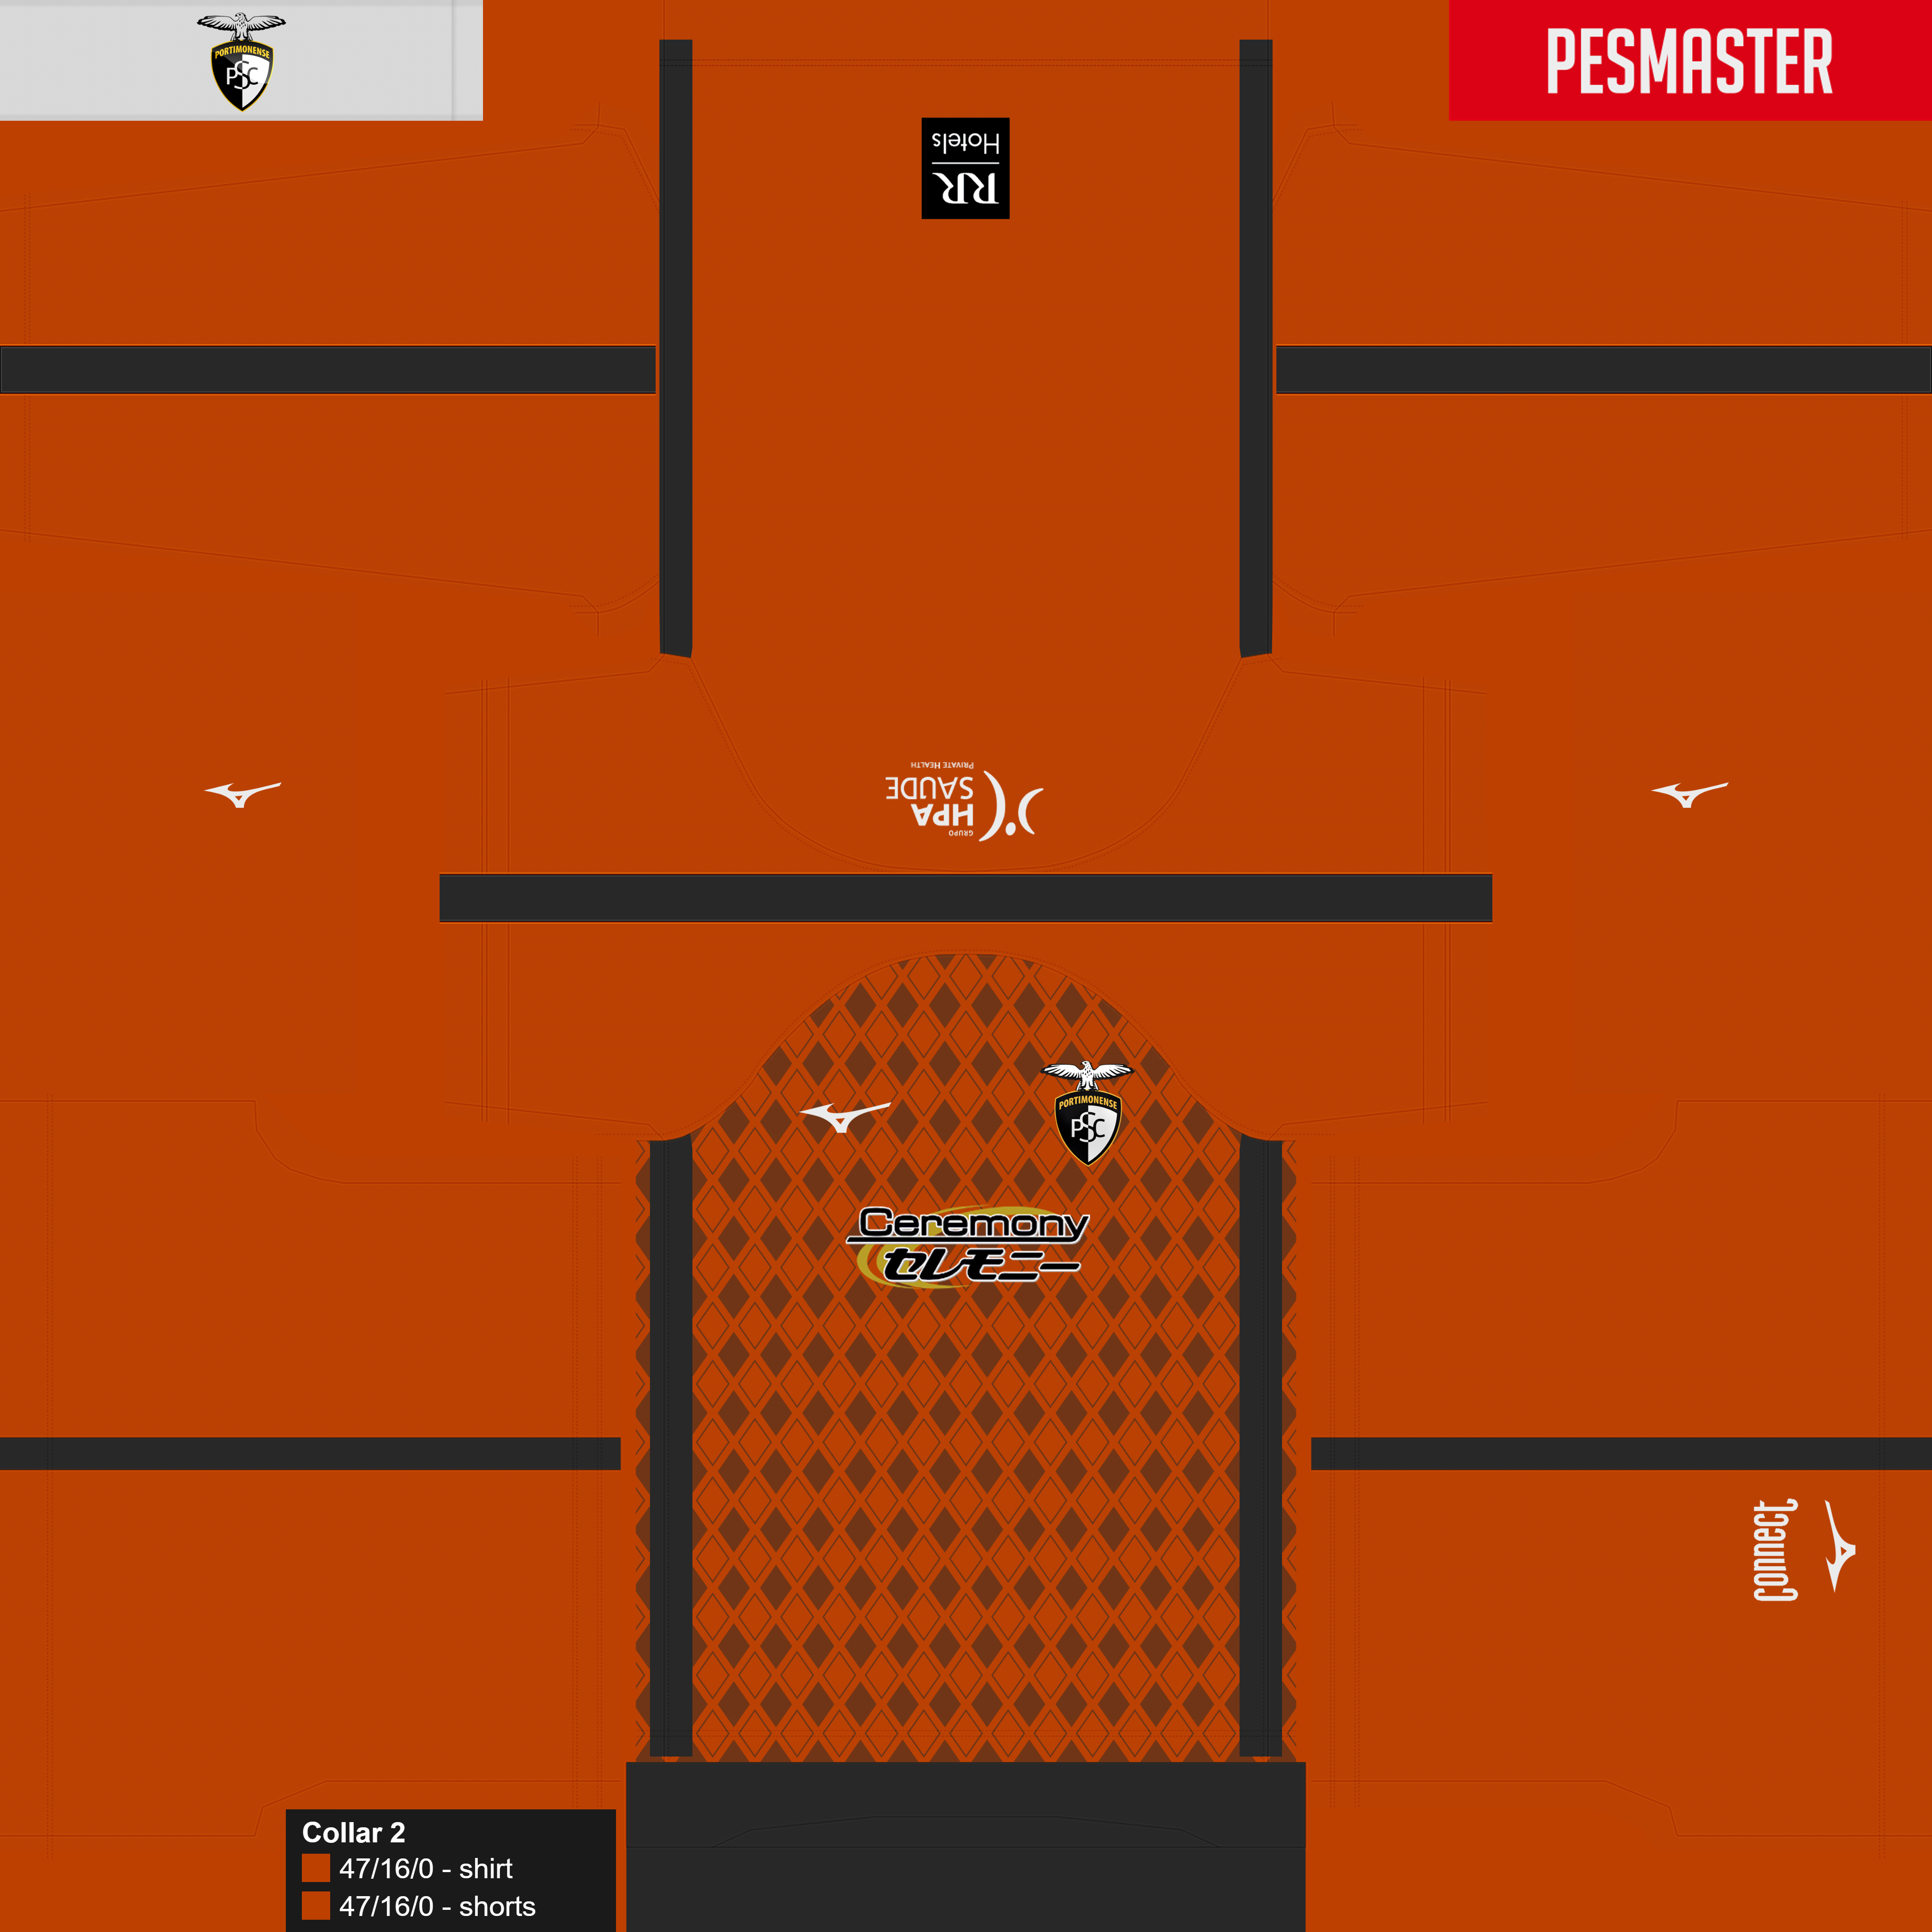 PORTIMONENSE
PSC
PESMASTER
RR
Hotels
GRUPO
HPA
SAÚDE
PRIVATE HEALTH
PORTIMONENSE
PSC
Ceremony
セレモニー
connect
Collar 2
47/16/0 - shirt
47/16/0 - shorts